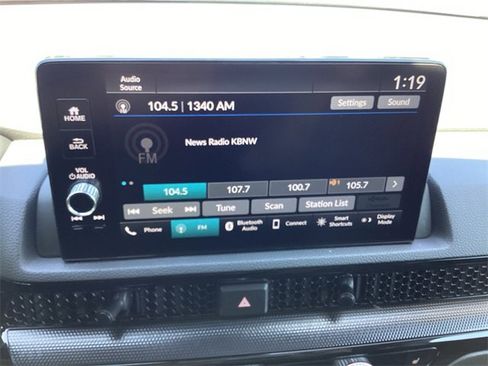 Audio
Source
1:19
104.5 | 1340 AM
Settings
Sound
HOME
BACK
VOL
AUDIO
FM
News Radio KBNW
104.5
107.7
100.7
105.7
Seek
Tune
Scan
Station List
Phone
FM
Bluetooth
Audio
Connect
Smart
Shortcuts
Display
Mode